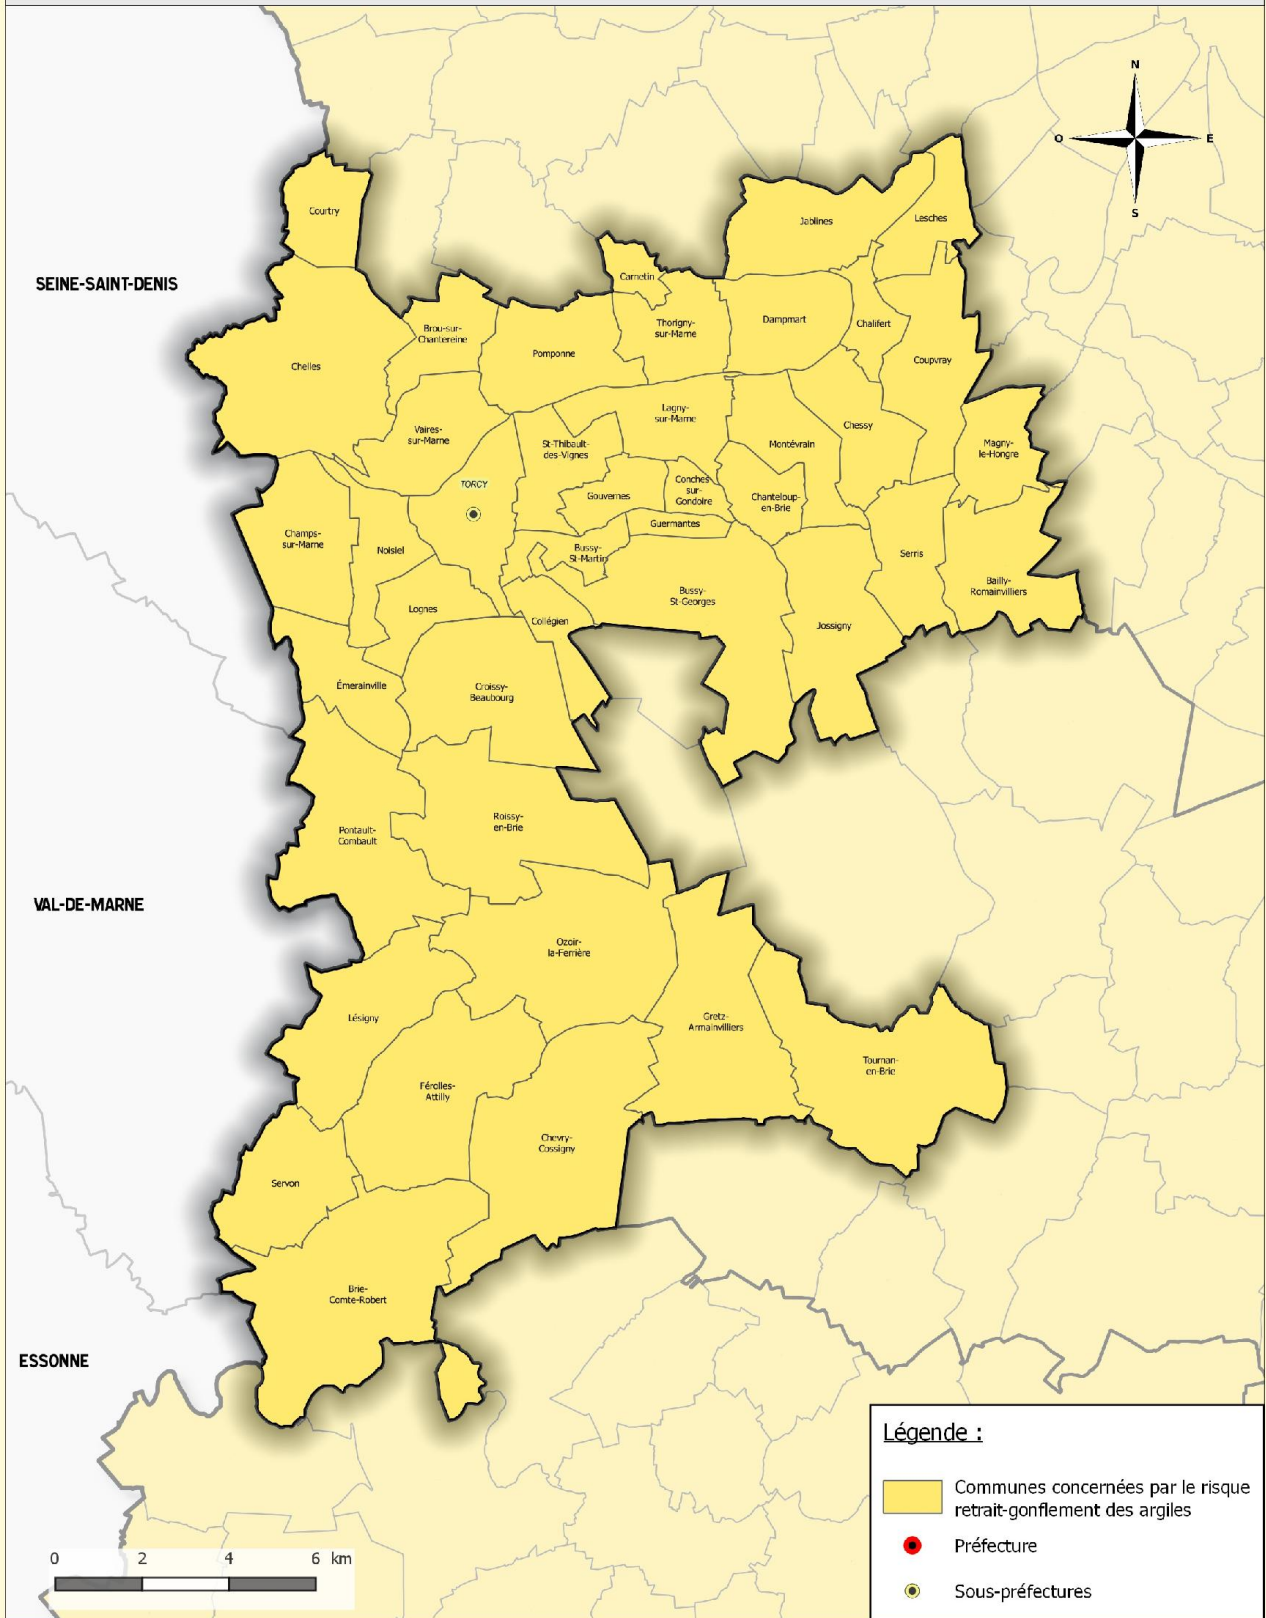 N
O
E
S
Courtry
Jablines
Lesches
SEINE-SAINT-DENIS
Carnetin
Brou-sur-
Chantereine
Thorigny-
sur-Marne
Dampmart
Chalifert
Pomponne
Coupvray
Chelles
Lagny-
sur-Marne
Chessy
Vaires-
sur-Marne
St-Thibault-
des-Vignes
Montévrain
Magny-
le-Hongre
TORCY
Gouvernes
Conches
sur-
Gondoire
Chanteloup-
en-Brie
Guermantes
Champs-
sur-Marne
Noisiel
Bussy-
St-Martin
Serris
Bailly-
Romainvilliers
Bussy-
St-Georges
Lognes
Collégien
Jossigny
Émerainville
Croissy-
Beaubourg
Roissy-
en-Brie
Pontault-
Combault
VAL-DE-MARNE
Ozoir-
la-Ferrière
Lésigny
Gretz-
Armainvilliers
Tournan-
en-Brie
Férolles-
Attilly
Chevry-
Cossigny
Servon
Brie-
Comte-Robert
ESSONNE
Légende :
Communes concernées par le risque
retrait-gonflement des argiles
Préfecture
Sous-préfectures
0 2 4 6 km